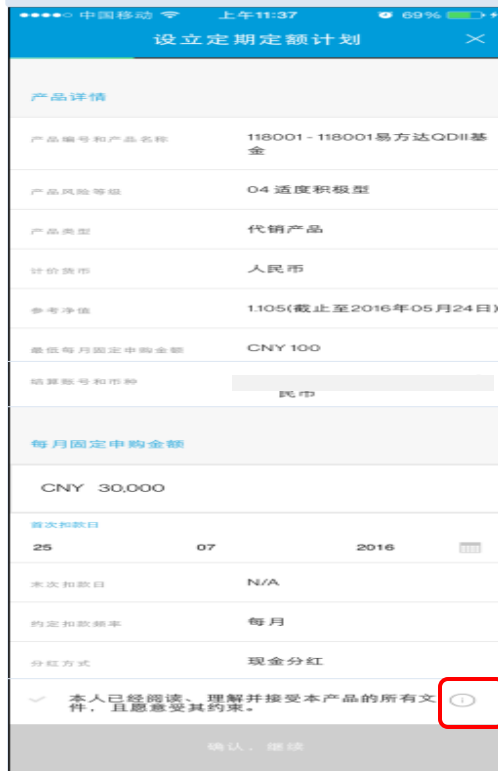 中国移动 上午11:37 69%
设立定期定额计划
产品详情
产品编号和产品名称 118001-118001易方达QDII基
金
产品风险等级 04 适度积极型
产品类型 代销产品
计价货币 人民币
参考净值 1.105(截止至2016年05月24日)
最低每月固定申购金额 CNY 100
结算账号和币种
民币
每月固定申购金额
CNY 30,000
首次扣款日
25 07 2016
末次扣款日 N/A
约定扣款频率 每月
分红方式 现金分红
本人已经阅读、理解并接受本产品的所有文
件，且愿意受其约束。
确认，继续